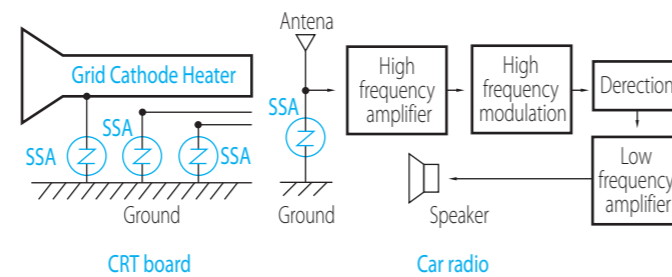 Grid Cathode Heater
SSA
SSA
SSA
Ground
CRT board
Antena
SSA
Ground
High
frequency
amplifier
High
frequency
modulation
Derection
Low
frequency
amplifier
Speaker
Car radio